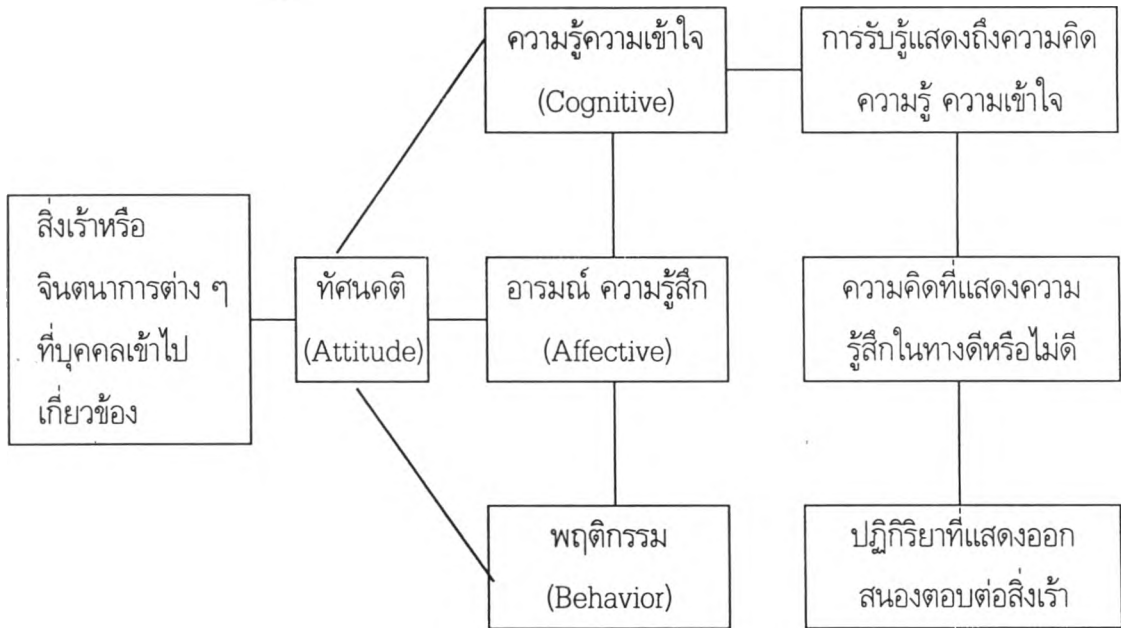 ความรู้ความเข้าใจ
(Cognitive)
การรับรู้แสดงถึงความคิด
ความรู้ ความเข้าใจ
สิ่งเร้าหรือ
จินตนาการต่าง ๆ
ที่บุคคลเข้าไป
เกี่ยวข้อง
ทัศนคติ
(Attitude)
อารมณ์ ความรู้สึก
(Affective)
ความคิดที่แสดงความ
รู้สึกในทางดีหรือไม่ดี
พฤติกรรม
(Behavior)
ปฏิกิริยาที่แสดงออก
สนองตอบต่อสิ่งเร้า